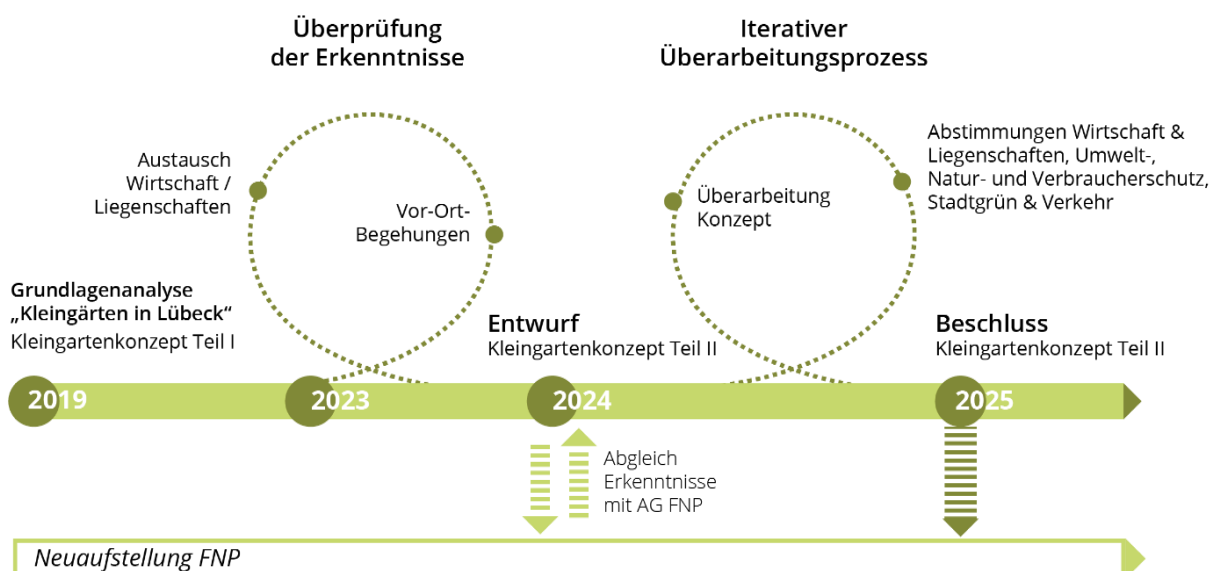 Überprüfung
der Erkenntnisse
Iterativer
Überarbeitungsprozess
Austausch
Wirtschaft /
Liegenschaften
Vor-Ort-
Begehungen
Überarbeitung
Konzept
Abstimmungen Wirtschaft &
Liegenschaften, Umwelt-,
Natur- und Verbraucherschutz,
Stadtgrün & Verkehr
Grundlagenanalyse
„Kleingärten in Lübeck“
Kleingartenkonzept Teil I
Entwurf
Kleingartenkonzept Teil II
Beschluss
Kleingartenkonzept Teil II
2019
2023
2024
2025
Abgleich
Erkenntnisse
mit AG FNP
Neuaufstellung FNP